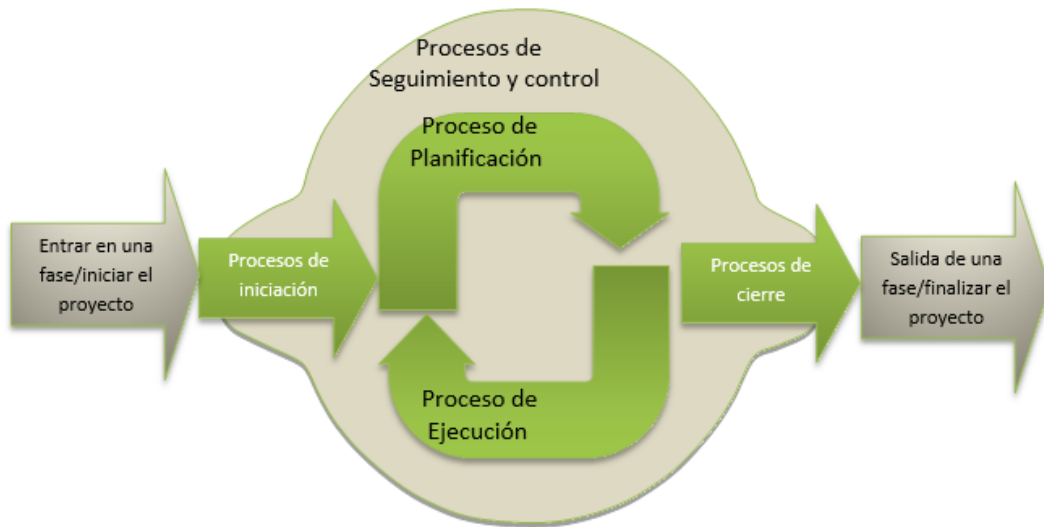 Procesos de
Seguimiento y control
Proceso de
Planificación
Entrar en una
fase/iniciar el
proyecto
Procesos de
iniciación
Procesos de
cierre
Salida de una
fase/finalizar el
proyecto
Proceso de
Ejecución